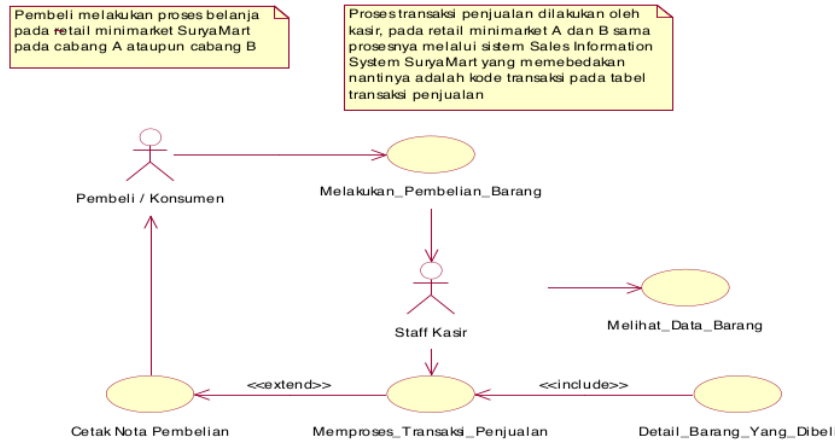 Pembeli melakukan proses belanja
pada retail minimarket SuryaMart
pada cabang A ataupun cabang B
Proses transaksi penjualan dilakukan oleh
kasir, pada retail minimarket A dan B sama
prosesnya melalui sistem Sales Information
System SuryaMart yang memebedakan
nantinya adalah kode transaksi pada tabel
transaksi penjualan
Pembeli / Konsumen
Melakukan_Pembelian_Barang
Staff Kasir
Melihat_Data_Barang
<<extend>>
<<include>>
Cetak Nota Pembelian
Memproses_Transaksi_Penjualan
Detail_Barang_Yang_Dibeli